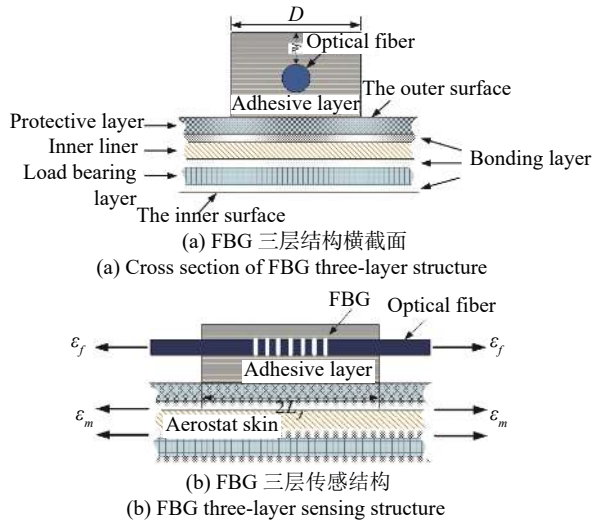 D
Optical fiber
Adhesive layer
The outer surface
Protective layer
Inner liner
Load bearing
layer
Bonding layer
The inner surface
(a) FBG 三层结构横截面
(a) Cross section of FBG three-layer structure
FBG
Optical fiber
ε_f
ε_f
Adhesive layer
2L_f
ε_m
ε_m
Aerostat skin
(b) FBG 三层传感结构
(b) FBG three-layer sensing structure